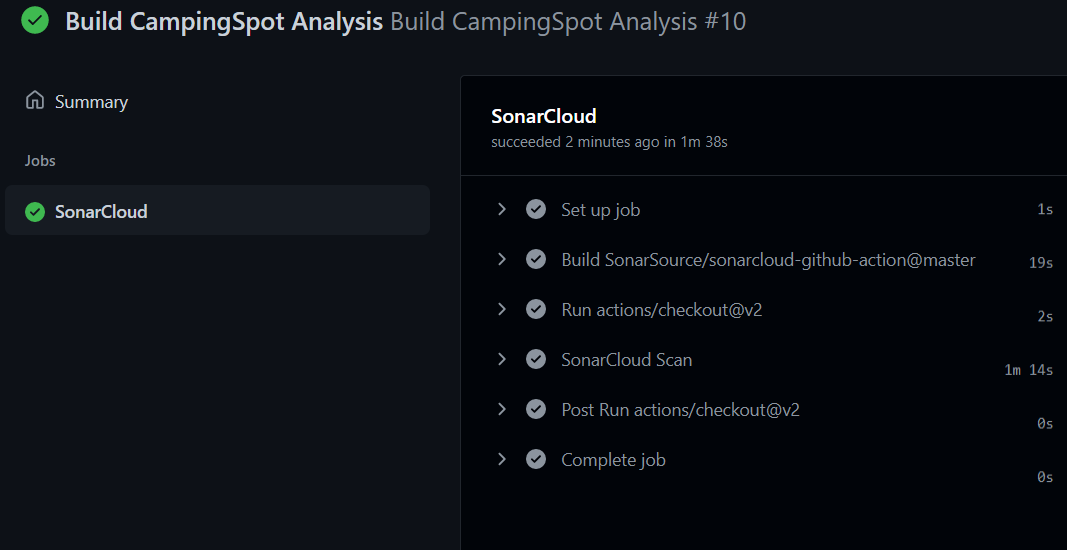 Build CampingSpot Analysis Build CampingSpot Analysis #10
Summary
Jobs
SonarCloud
SonarCloud
succeeded 2 minutes ago in 1m 38s
Set up job 1s
Build SonarSource/sonarcloud-github-action@master 19s
Run actions/checkout@v2 2s
SonarCloud Scan 1m 14s
Post Run actions/checkout@v2 0s
Complete job 0s